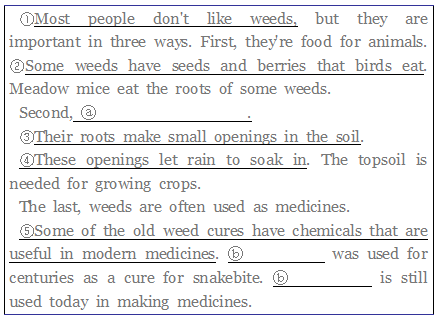 ①Most people don't like weeds, but they are
important in three ways. First, they're food for animals.
②Some weeds have seeds and berries that birds eat.
Meadow mice eat the roots of some weeds.
Second, ⓐ .
③Their roots make small openings in the soil.
④These openings let rain to soak in. The topsoil is
needed for growing crops.
The last, weeds are often used as medicines.
⑤Some of the old weed cures have chemicals that are
useful in modern medicines. ⓑ was used for
centuries as a cure for snakebite. ⓑ is still
used today in making medicines.